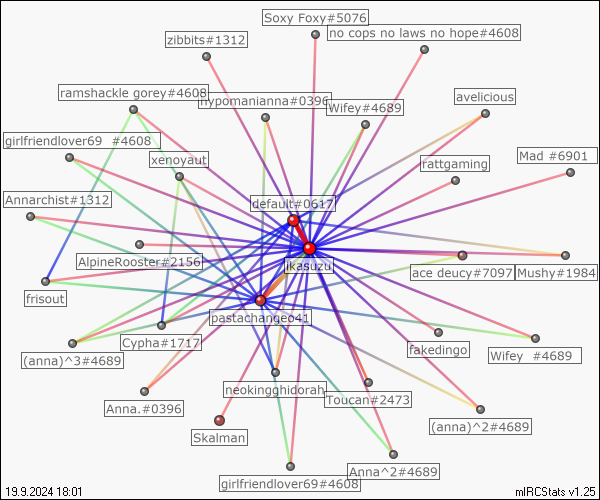 Soxy Foxy#5076
no cops no laws no hope#4608
zibbits#1312
ramshackle gorey#4608
hypomanianna#0396
Wifey#4689
avelicious
girlfriendlover69  #4608
xenoyaut
rattgaming
Mad #6901
Annarchist#1312
default#0617
AlpineRooster#2156
ikasuzu
ace deucy#7097
Mushy#1984
frisout
pastachangeo41
Cypha#1717
fakedingo
Wifey  #4689
(anna)^3#4689
neokingghidorah
Toucan#2473
Anna.#0396
Skalman
(anna)^2#4689
Anna^2#4689
girlfriendlover69#4608
19.9.2024 18:01
mIRCStats v1.25